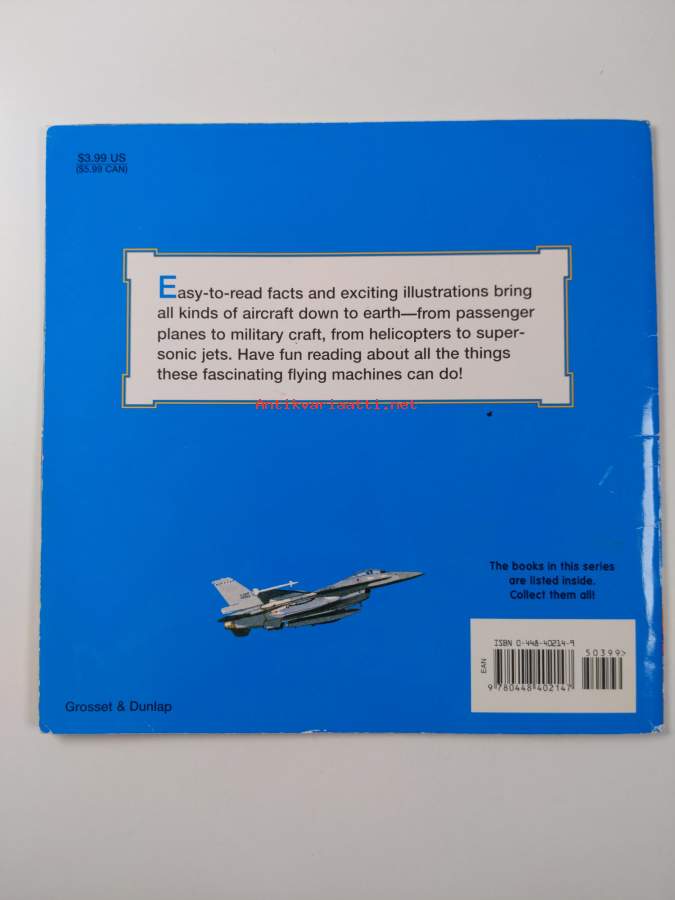 $3.99 US
($5.99 CAN)
Easy-to-read facts and exciting illustrations bring
all kinds of aircraft down to earth—from passenger
planes to military craft, from helicopters to super-
sonic jets. Have fun reading about all the things
these fascinating flying machines can do!
Antikvariaatti.net
The books in this series
are listed inside.
Collect them all!
ISBN 0-448-40214-9
50399>
EAN
9 780448 402147
Grosset & Dunlap